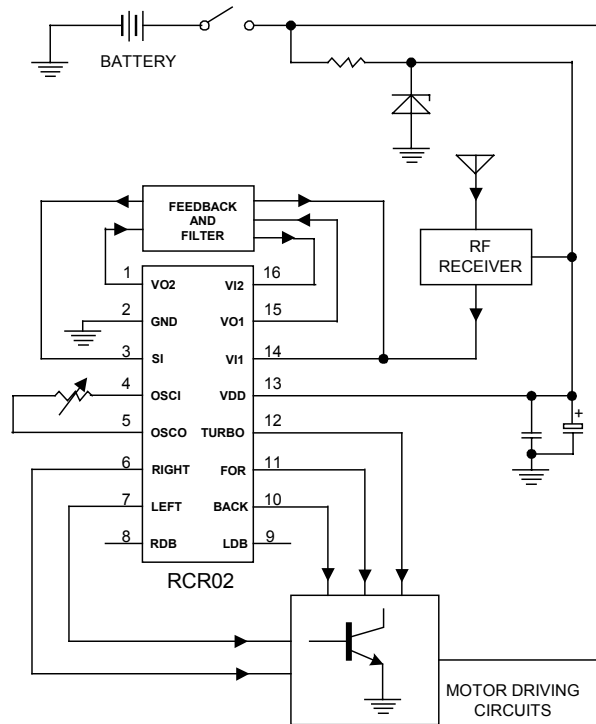 BATTERY
FEEDBACK
AND
FILTER
RF
RECEIVER
1 VO2 VI2 16
2 GND VO1 15
3 SI VI1 14
4 OSCI VDD 13
5 OSCO TURBO 12
6 RIGHT FOR 11
7 LEFT BACK 10
8 RDB LDB 9
+
RCR02
MOTOR DRIVING
CIRCUITS